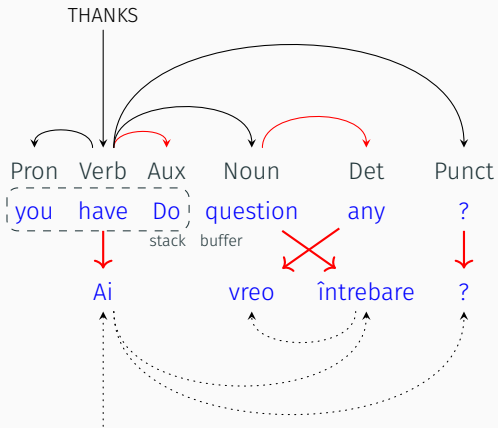 THANKS
Pron Verb Aux Noun Det Punct
you have Do question any ?
stack buffer
Ai vreo întrebare ?